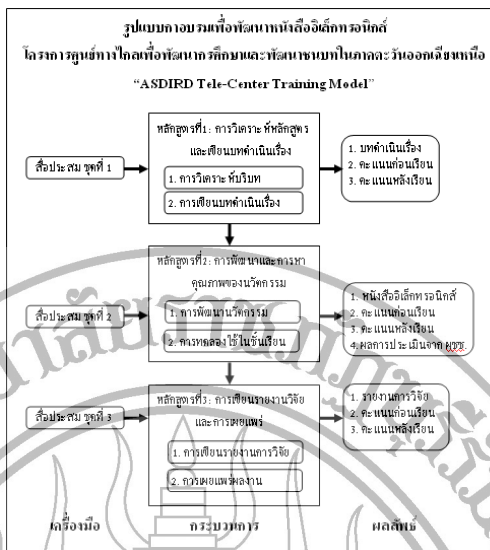 รูปแบบกาอบรมเพื่อพัฒนาหนังสืออิเล็กทรอนิกส์
โครงการศูนย์ทางไกลเพื่อพัฒนากรศึกษาและพัฒนาชนบทในภาคตะวันออกเฉียงเหนือ
“ASDIRD Tele-Center Training Model”
หลักสูตรที่1: การวิเคราะห์หลักสูตร
และเขียนบทดำเนินเรื่อง
สื่อประสม ชุดที่ 1
1. การวิเคราะห์บริบท
2. การเขียนบทดำเนินเรื่อง
1. บทดำเนินเรื่อง
2. คะแนนก่อนเรียน
3. คะแนนหลังเรียน
หลักสูตรที่2: การพัฒนาและการหา
คุณภาพของนวัตกรรม
สื่อประสม ชุดที่ 2
1. การพัฒนานวัตกรรม
2. การทดลองใช้ในชั้นเรียน
1. หนังสืออิเล็กทรอนิกส์
2. คะแนนก่อนเรียน
3. คะแนนหลังเรียน
4. ผลการประเมินจาก ผชช.
หลักสูตรที่3: การเขียนรายงานวิจัย
และการเผยแพร่
สื่อประสม ชุดที่ 3
1. การเขียนรายงานการวิจัย
2. การเผยแพร่ผลงาน
1. รายงานการวิจัย
2. คะแนนก่อนเรียน
3. คะแนนหลังเรียน
เครื่องมือ กระบวนการ ผลลัพธ์